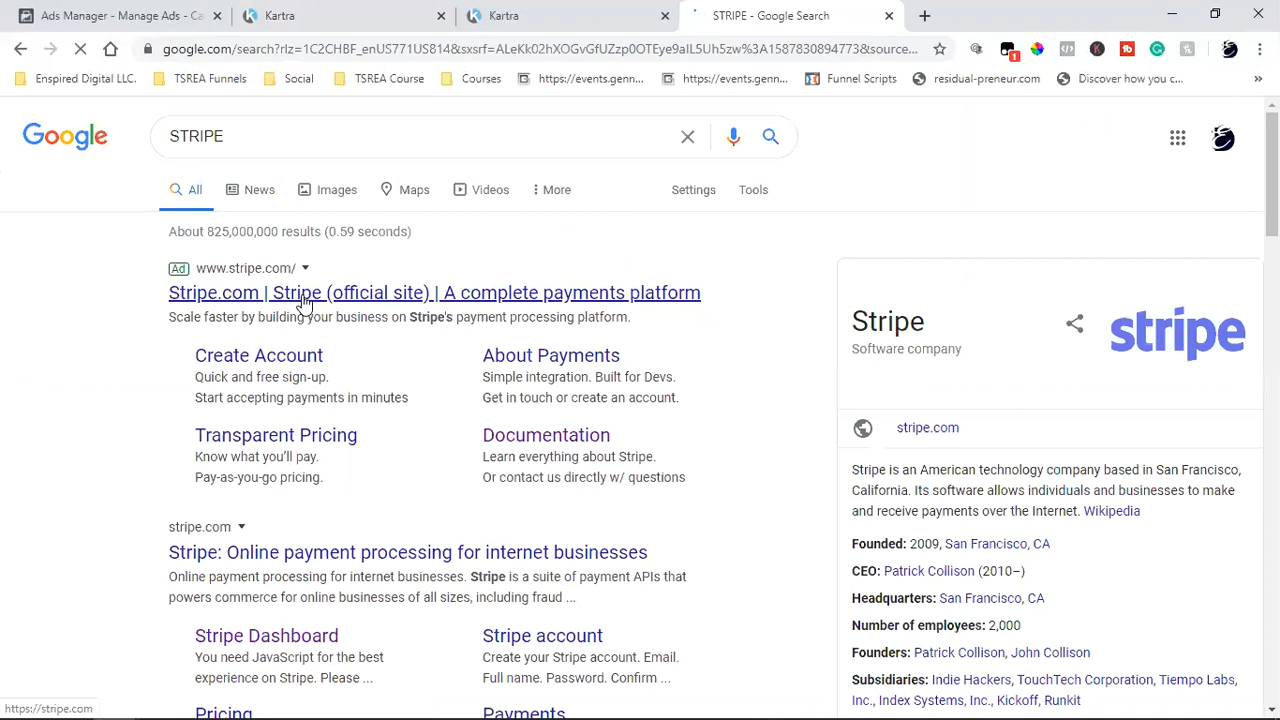 Ads Manager - Manage Ads - Ca
Kartra
Kartra
STRIPE - Google Search
google.com/search?rlz=1C2CHBF_enUS771US814&sxsrf=ALeKk02hXOGvGfUZzp0OTEye9aIL5Uh5zw%3A1587830894773&source...
1
Enspired Digital LLC.
TSREA Funnels
Social
TSREA Course
Courses
https://events.genn...
https://events.genn...
Funnel Scripts
residual-preneur.com
Discover how you c...
»
Google
STRIPE
All
News
Images
Maps
Videos
More
Settings
Tools
About 825,000,000 results (0.59 seconds)
Ad www.stripe.com/
Stripe.com | Stripe (official site) | A complete payments platform
Scale faster by building your business on Stripe's payment processing platform.
Create Account
Quick and free sign-up.
Start accepting payments in minutes
About Payments
Simple integration. Built for Devs.
Get in touch or create an account.
Transparent Pricing
Know what you'll pay.
Pay-as-you-go pricing.
Documentation
Learn everything about Stripe.
Or contact us directly w/ questions
stripe.com
Stripe: Online payment processing for internet businesses
Online payment processing for internet businesses. Stripe is a suite of payment APIs that
powers commerce for online businesses of all sizes, including fraud ...
Stripe Dashboard
You need JavaScript for the best
experience on Stripe. Please ...
Stripe account
Create your Stripe account. Email.
Full name. Password. Confirm ...
Pricing
Payments
Stripe
Software company
stripe
stripe.com
Stripe is an American technology company based in San Francisco,
California. Its software allows individuals and businesses to make
and receive payments over the Internet. Wikipedia
Founded: 2009, San Francisco, CA
CEO: Patrick Collison (2010–)
Headquarters: San Francisco, CA
Number of employees: 2,000
Founders: Patrick Collison, John Collison
Subsidiaries: Indie Hackers, TouchTech Corporation, Tiempo Labs,
Inc., Index Systems, Inc., Kickoff, Runkit
https://stripe.com